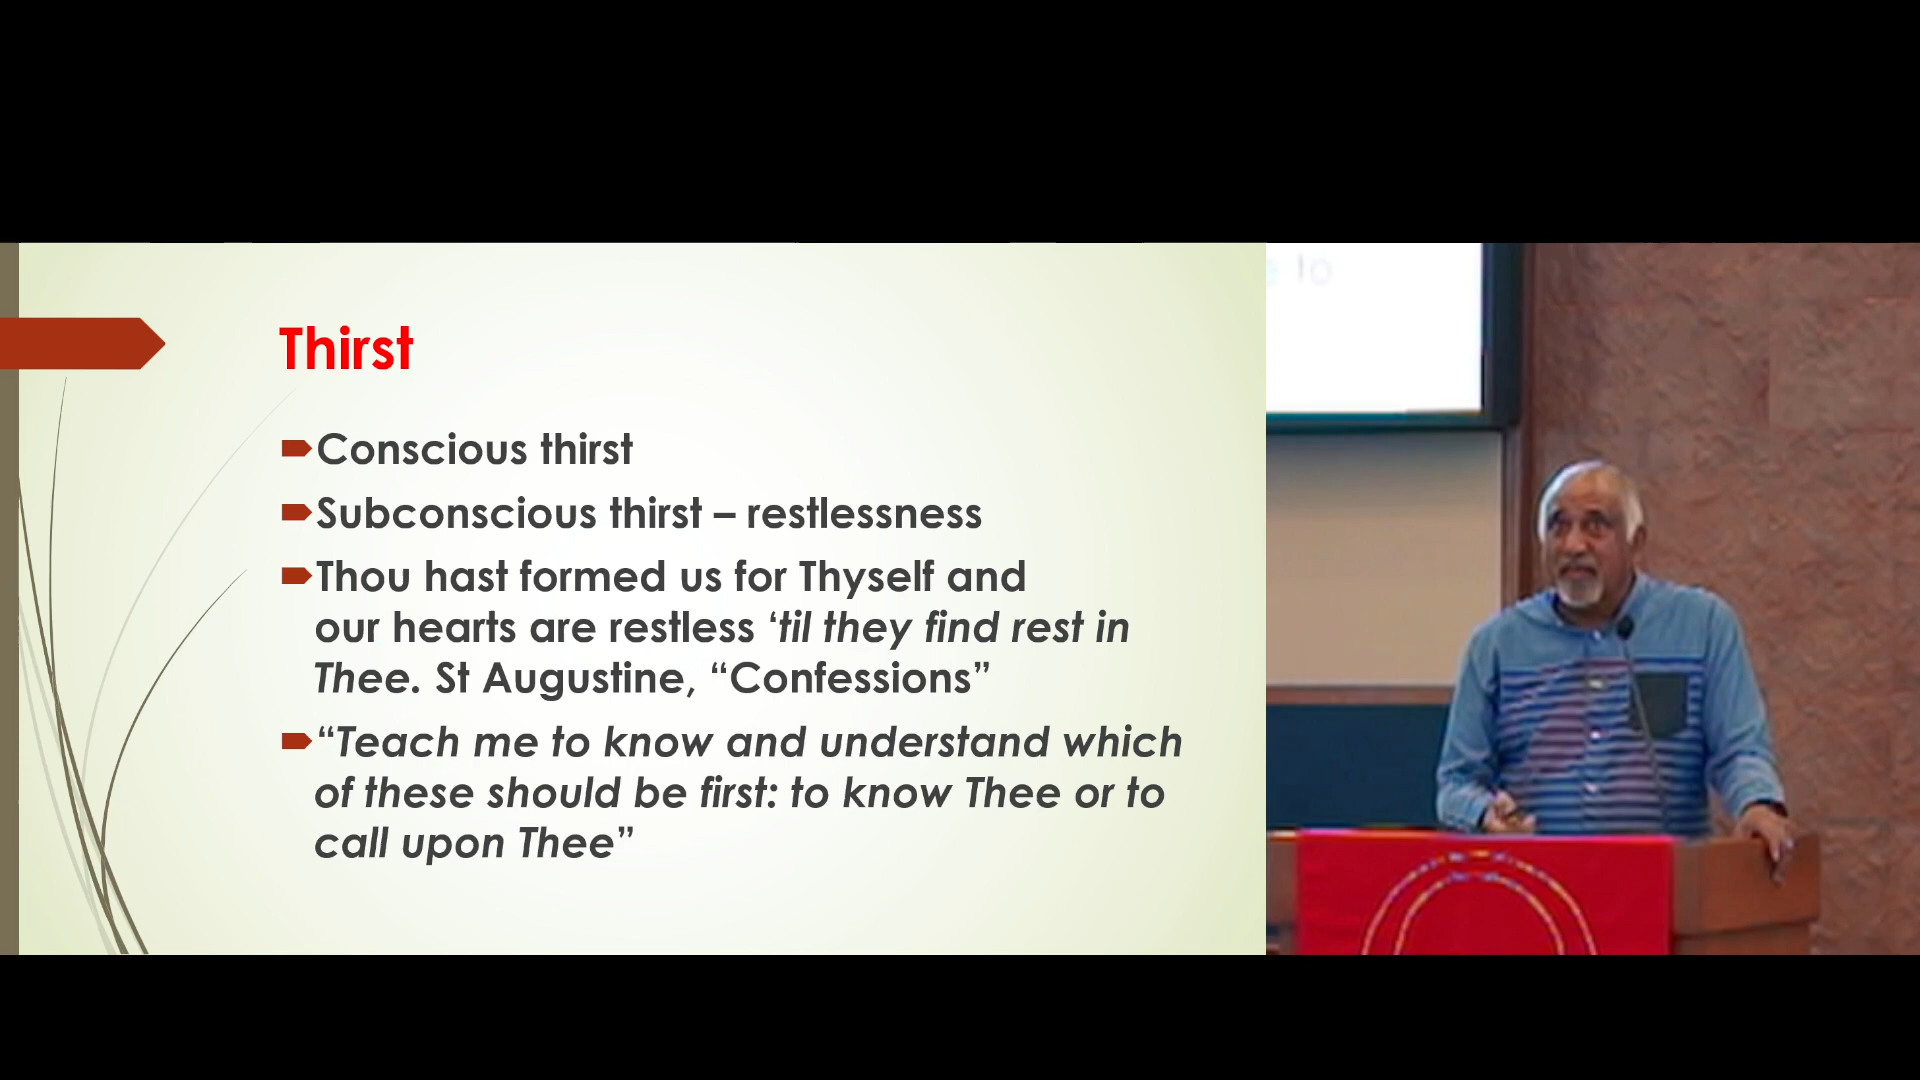 Thirst
Conscious thirst
Subconscious thirst – restlessness
Thou hast formed us for Thyself and
our hearts are restless ‘til they find rest in
Thee. St Augustine, “Confessions”
“Teach me to know and understand which
of these should be first: to know Thee or to
call upon Thee”
to